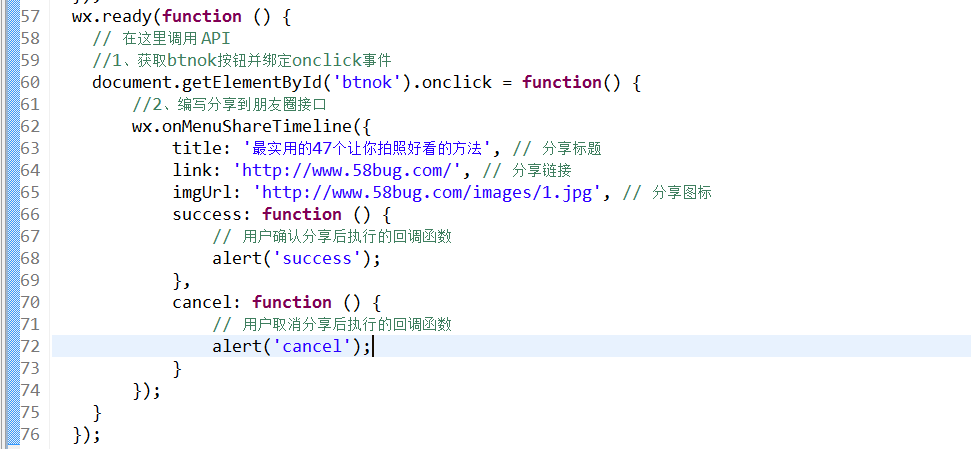 57 wx.ready(function () {
58 // 在这里调用 API
59 //1、获取btnok按钮并绑定onclick事件
60 document.getElementById('btnok').onclick = function() {
61 //2、编写分享到朋友圈接口
62 wx.onMenuShareTimeline({
63 title: '最实用的47个让你拍照好看的方法', // 分享标题
64 link: 'http://www.58bug.com/', // 分享链接
65 imgUrl: 'http://www.58bug.com/images/1.jpg', // 分享图标
66 success: function () {
67 // 用户确认分享后执行的回调函数
68 alert('success');
69 },
70 cancel: function () {
71 // 用户取消分享后执行的回调函数
72 alert('cancel');
73 }
74 });
75 }
76 });